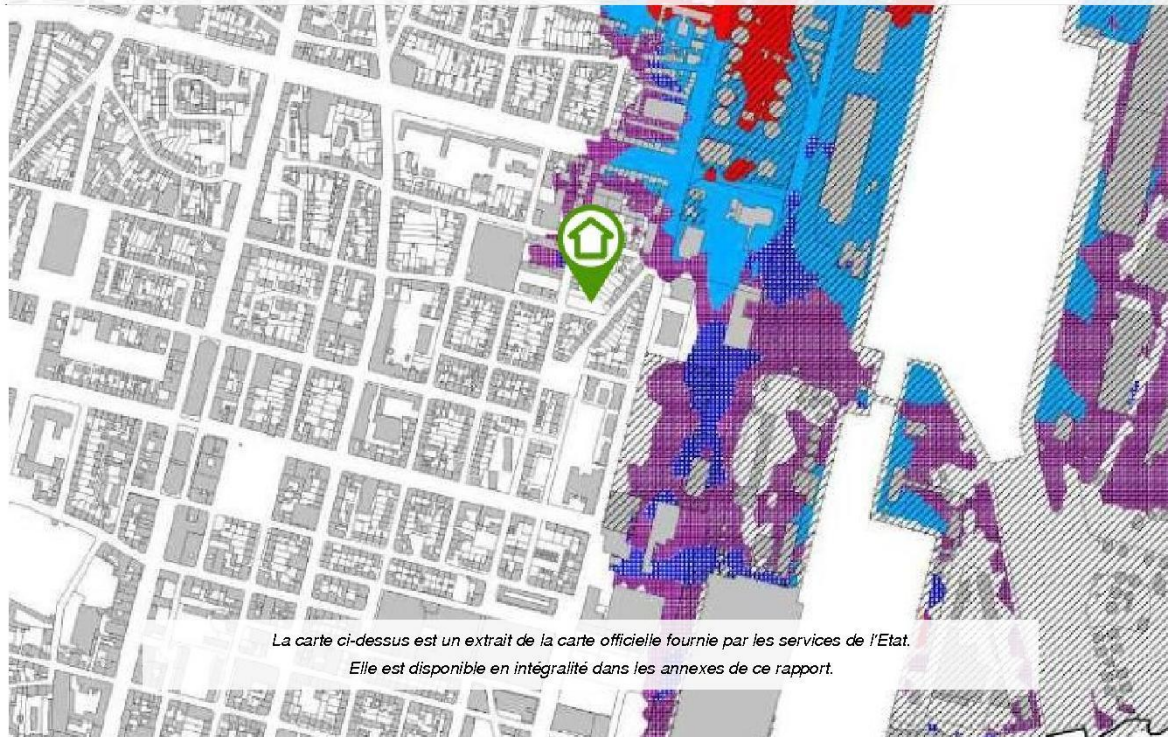 La carte ci-dessus est un extrait de la carte officielle fournie par les services de l'Etat.
Elle est disponible en intégralité dans les annexes de ce rapport.